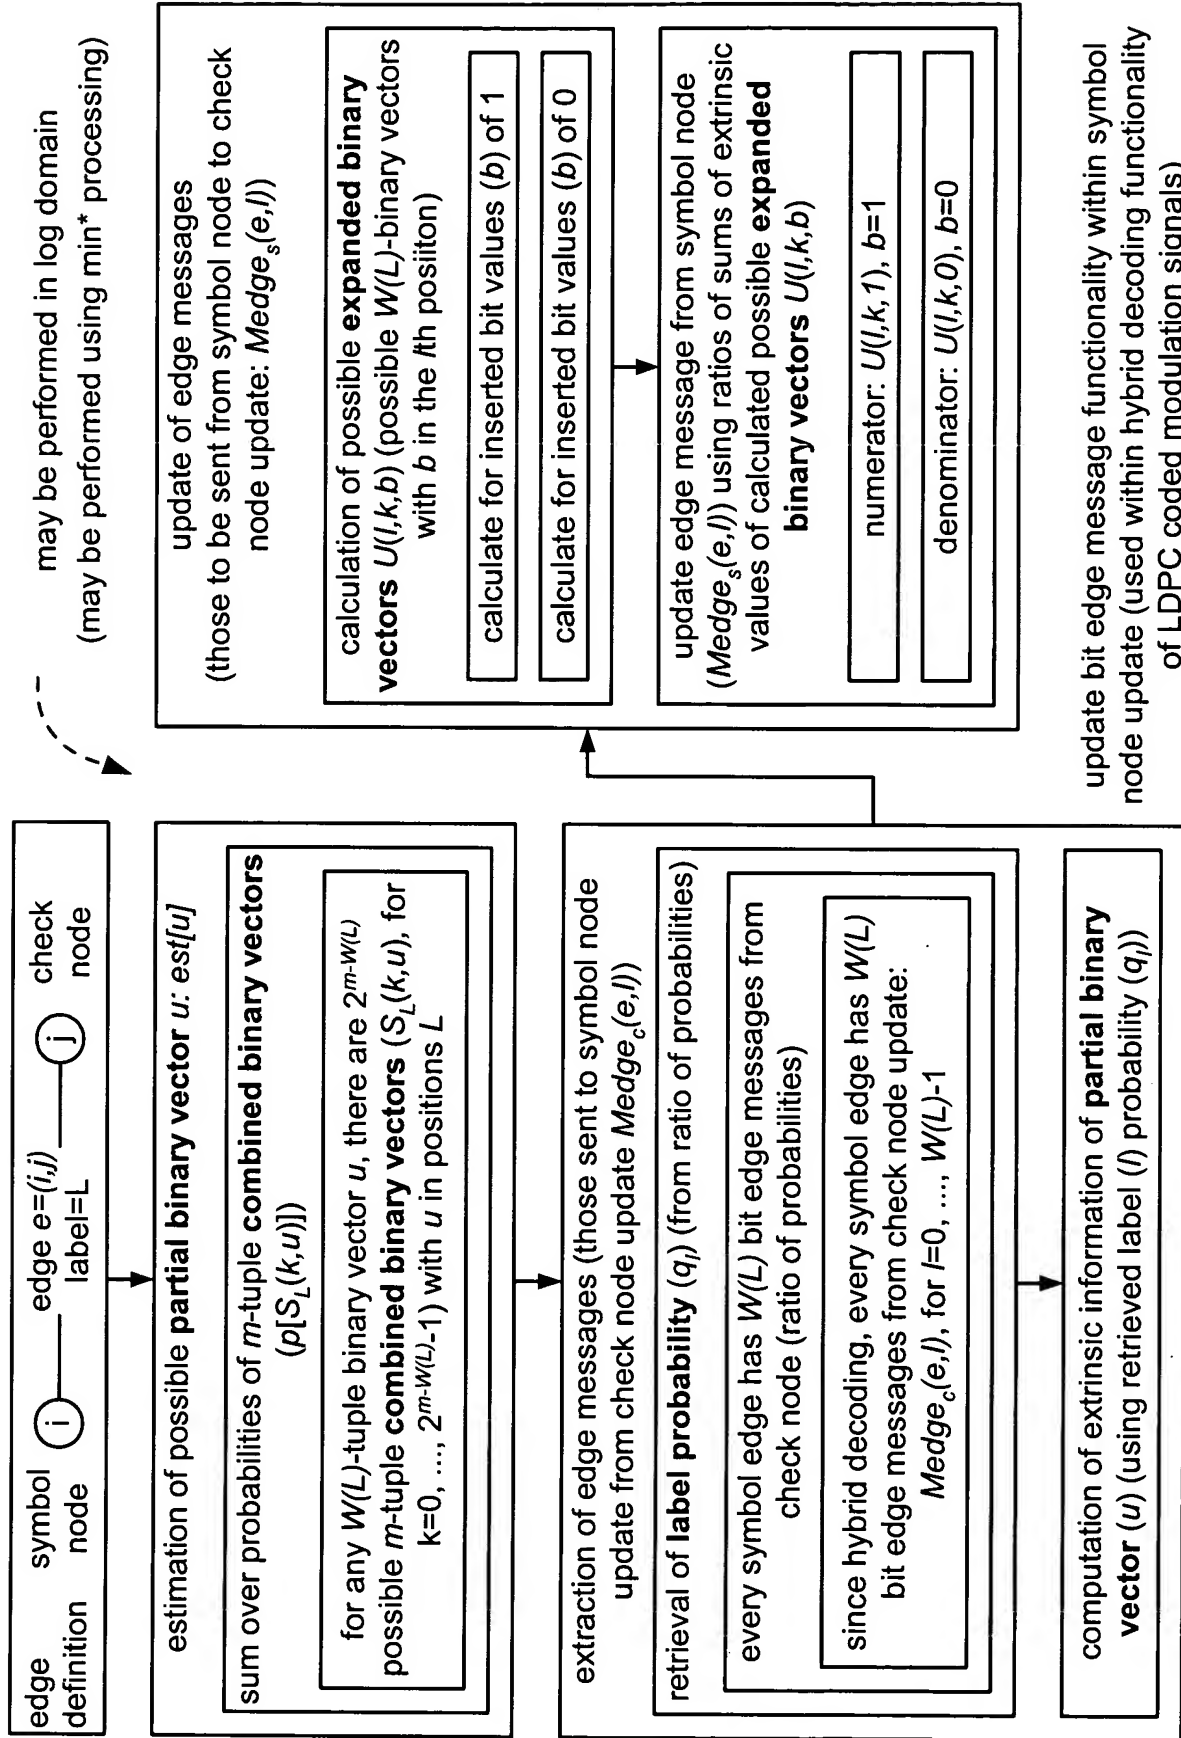 edge definition
symbol node
i
edge e=(i,j)
label=L
j
check node
estimation of possible partial binary vector u: est[u]
sum over probabilities of m-tuple combined binary vectors
(p[S_L(k,u)])
for any W(L)-tuple binary vector u, there are 2^{m-W(L)}
possible m-tuple combined binary vectors (S_L(k,u), for
k=0, ..., 2^{m-W(L)}-1) with u in positions L
extraction of edge messages (those sent to symbol node
update from check node update Medge_c(e,l))
retrieval of label probability (q_l) (from ratio of probabilities)
every symbol edge has W(L) bit edge messages from
check node (ratio of probabilities)
since hybrid decoding, every symbol edge has W(L)
bit edge messages from check node update:
Medge_c(e,l), for l=0, ..., W(L)-1
computation of extrinsic information of partial binary
vector (u) (using retrieved label (l) probability (q_l))
may be performed in log domain
(may be performed using min* processing)
update of edge messages
(those to be sent from symbol node to check
node update: Medge_s(e,l))
calculation of possible expanded binary
vectors U(l,k,b) (possible W(L)-binary vectors
with b in the lth posiiton)
calculate for inserted bit values (b) of 1
calculate for inserted bit values (b) of 0
update edge message from symbol node
(Medge_s(e,l)) using ratios of sums of extrinsic
values of calculated possible expanded
binary vectors U(l,k,b)
numerator: U(l,k,1), b=1
denominator: U(l,k,0), b=0
update bit edge message functionality within symbol
node update (used within hybrid decoding functionality
of LDPC coded modulation signals)